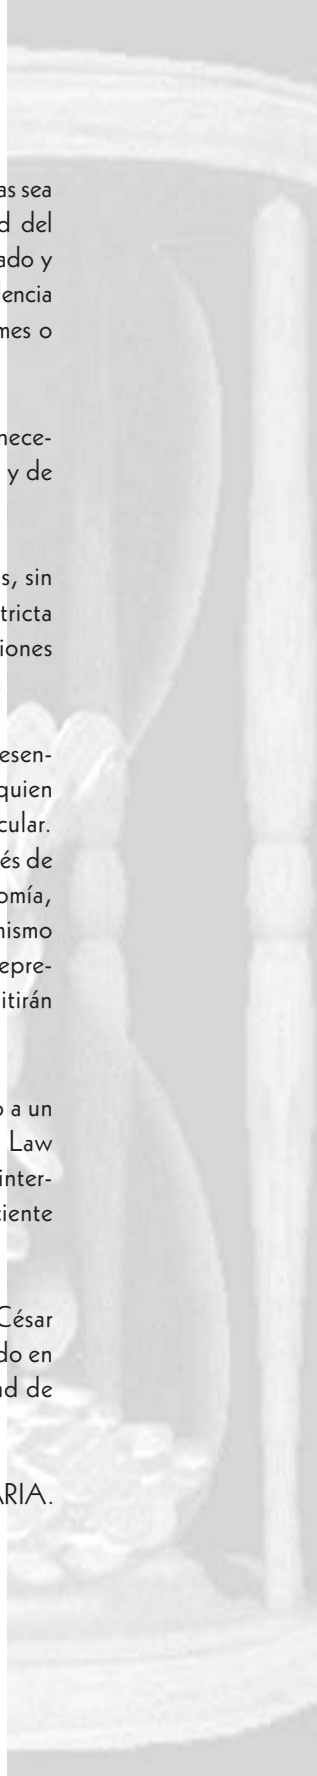 as sea
d del
ado y
encia
mes o
nece-
y de
s, sin
tricta
iones
esen-
quien
cular.
és de
omía,
nismo
epre-
itirán
o a un
Law
inter-
ciente
César
do en
ad de
ARIA.